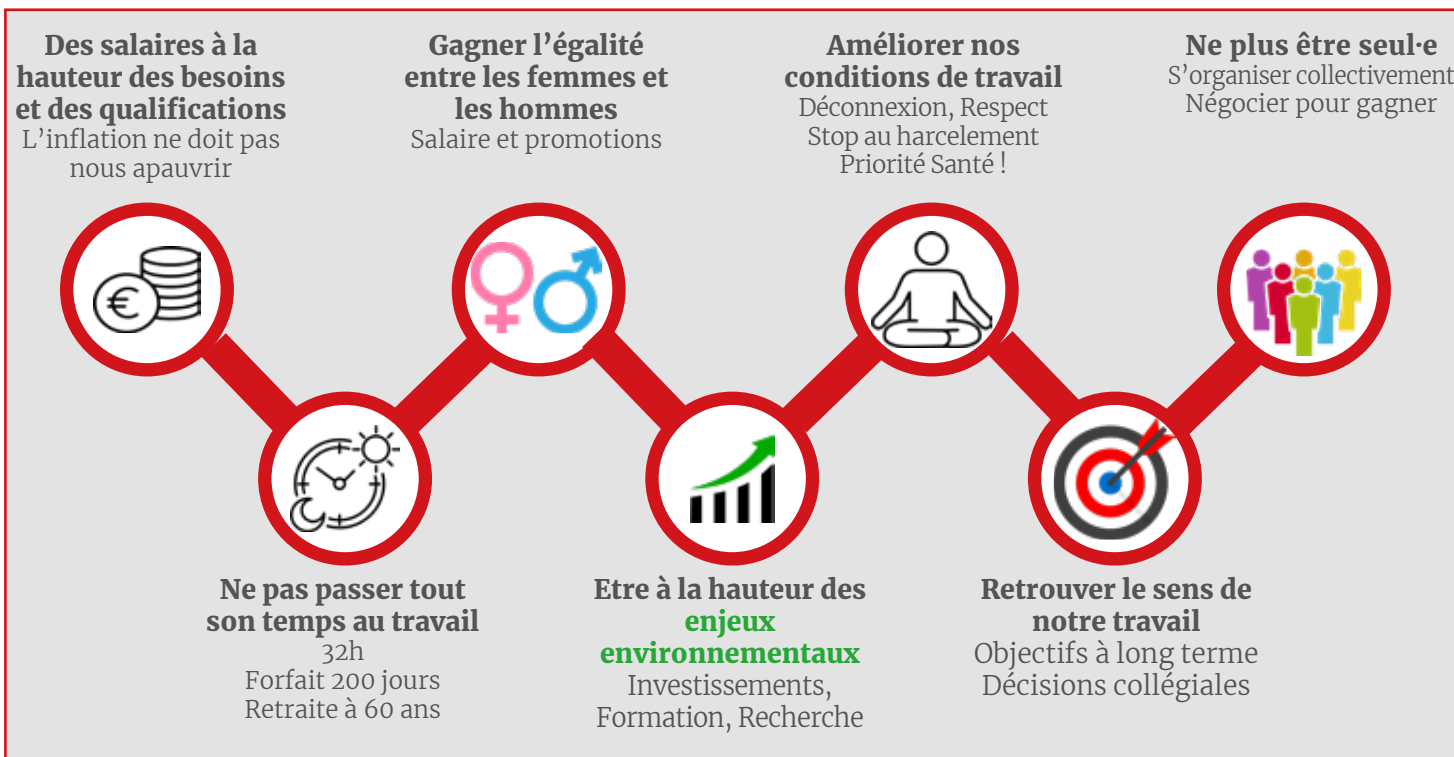 Des salaires à la
hauteur des besoins
et des qualifications
L’inflation ne doit pas
nous apauvrir
Gagner l’égalité
entre les femmes et
les hommes
Salaire et promotions
Améliorer nos
conditions de travail
Déconnexion, Respect
Stop au harcelement
Priorité Santé !
Ne plus être seul·e
S’organiser collectivement
Négocier pour gagner
€
Ne pas passer tout
son temps au travail
32h
Forfait 200 jours
Retraite à 60 ans
Etre à la hauteur des
enjeux
environnementaux
Investissements,
Formation, Recherche
Retrouver le sens de
notre travail
Objectifs à long terme
Décisions collégiales